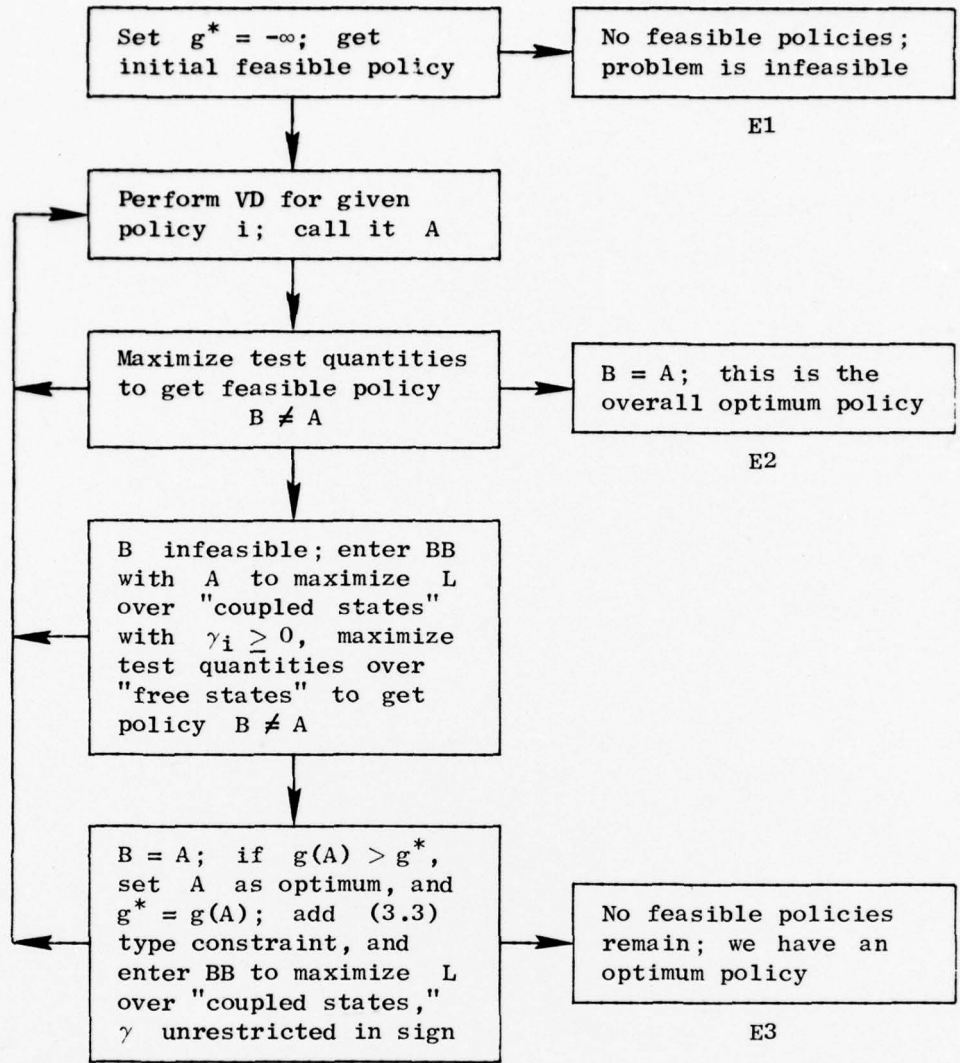 Set g* = -∞; get
initial feasible policy
No feasible policies;
problem is infeasible
E1
Perform VD for given
policy i; call it A
Maximize test quantities
to get feasible policy
B ≠ A
B = A; this is the
overall optimum policy
E2
B infeasible; enter BB
with A to maximize L
over "coupled states"
with γi ≥ 0, maximize
test quantities over
"free states" to get
policy B ≠ A
B = A; if g(A) > g*,
set A as optimum, and
g* = g(A); add (3.3)
type constraint, and
enter BB to maximize L
over "coupled states,"
γ unrestricted in sign
No feasible policies
remain; we have an
optimum policy
E3